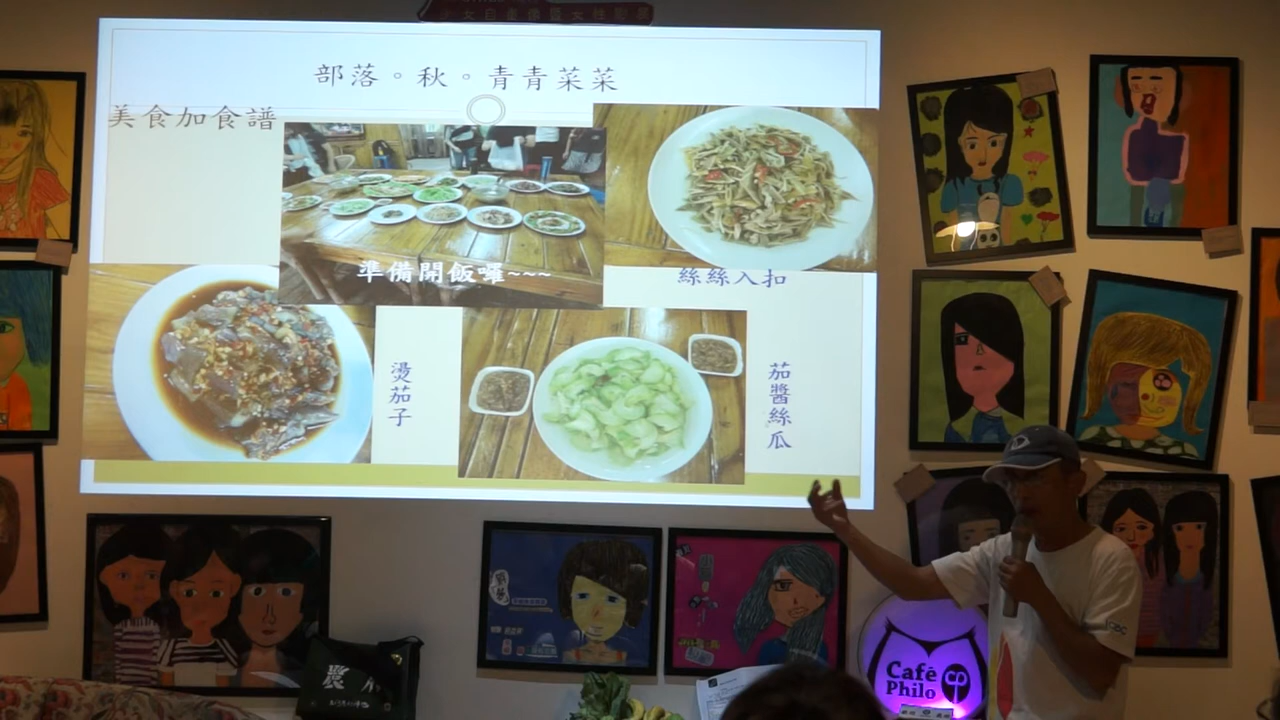 部落。秋。青青菜菜
美食加食譜
準備開飯囉~~~
絲絲入扣
燙茄子
茄醬絲瓜
Café
Philo